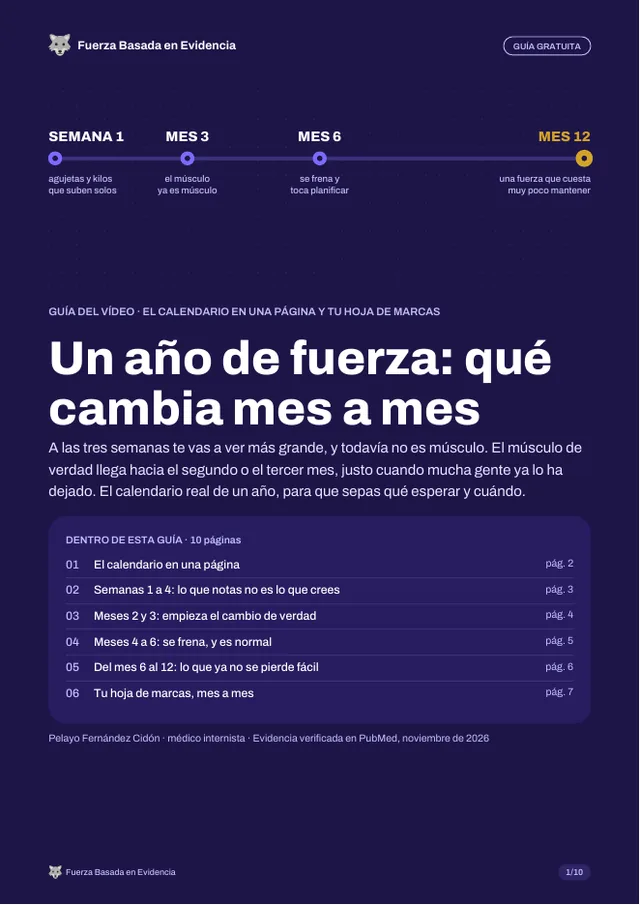 Fuerza Basada en Evidencia
GUÍA GRATUITA
SEMANA 1
agujetas y kilos
que suben solos
MES 3
el músculo
ya es músculo
MES 6
se frena y
toca planificar
MES 12
una fuerza que cuesta
muy poco mantener
GUÍA DEL VÍDEO · EL CALENDARIO EN UNA PÁGINA Y TU HOJA DE MARCAS
Un año de fuerza: qué
cambia mes a mes
A las tres semanas te vas a ver más grande, y todavía no es músculo. El músculo de
verdad llega hacia el segundo o el tercer mes, justo cuando mucha gente ya lo ha
dejado. El calendario real de un año, para que sepas qué esperar y cuándo.
DENTRO DE ESTA GUÍA · 10 páginas
01 El calendario en una página pág. 2
02 Semanas 1 a 4: lo que notas no es lo que crees pág. 3
03 Meses 2 y 3: empieza el cambio de verdad pág. 4
04 Meses 4 a 6: se frena, y es normal pág. 5
05 Del mes 6 al 12: lo que ya no se pierde fácil pág. 6
06 Tu hoja de marcas, mes a mes pág. 7
Pelayo Fernández Cidón · médico internista · Evidencia verificada en PubMed, noviembre de 2026
Fuerza Basada en Evidencia
1/10